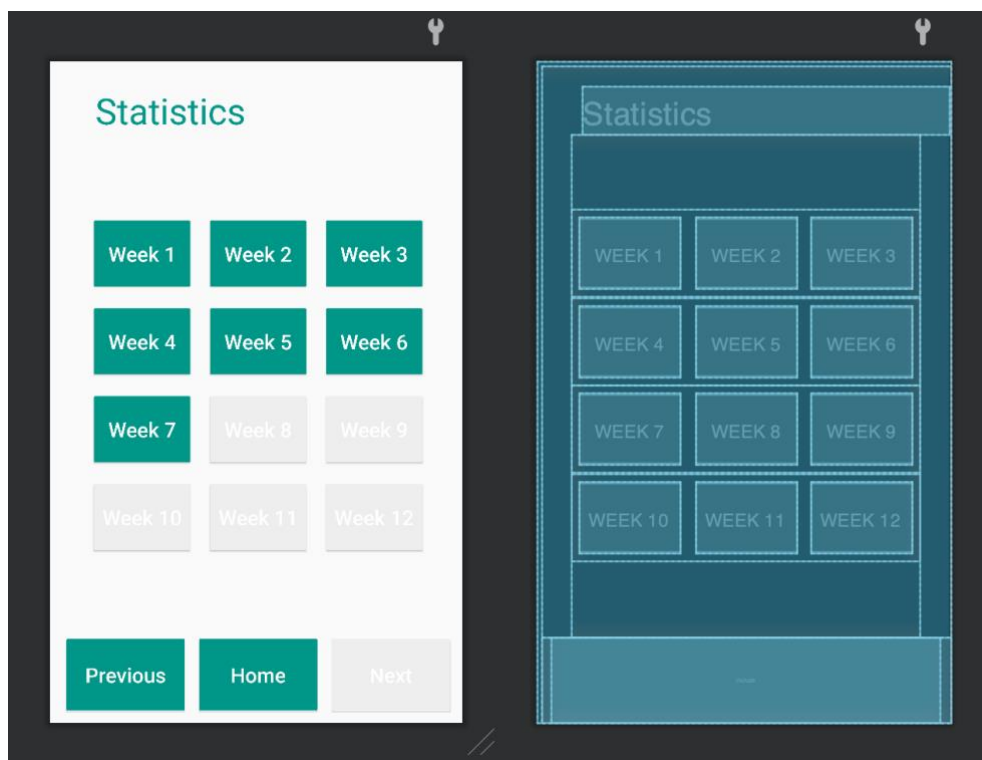 Statistics
Week 1 Week 2 Week 3
Week 4 Week 5 Week 6
Week 7 Week 8 Week 9
Week 10 Week 11 Week 12
Previous Home Next
Statistics
WEEK 1 WEEK 2 WEEK 3
WEEK 4 WEEK 5 WEEK 6
WEEK 7 WEEK 8 WEEK 9
WEEK 10 WEEK 11 WEEK 12